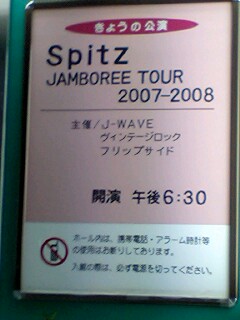 きょうの公演
Spitz
JAMBOREE TOUR
2007-2008
主催/J-WAVE
ヴィンテージロック
フリップサイド
開演 午後6:30
ホール内は、携帯電話・アラーム時計等
の使用はお断りしております。
入場の際は、必ず電源を切ってください。